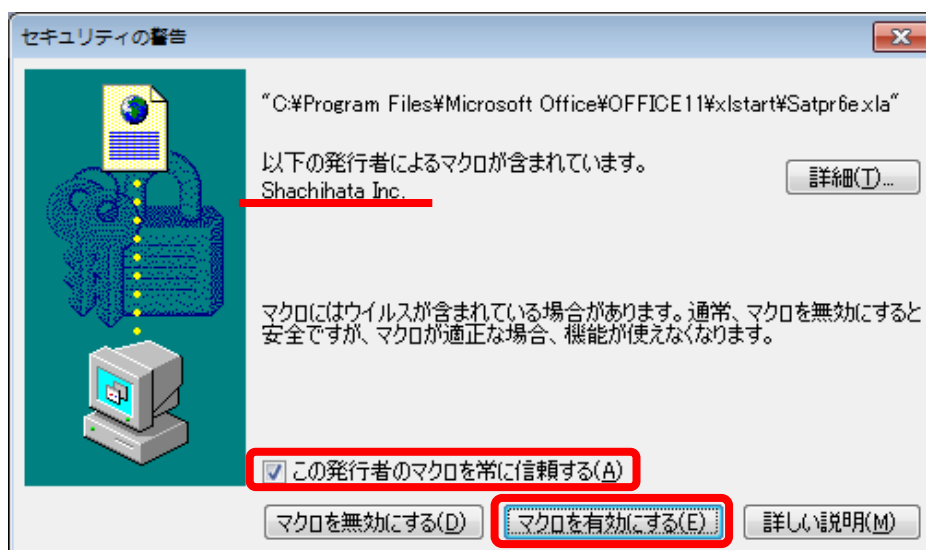 セキュリティの警告
"C:¥Program Files¥Microsoft Office¥OFFICE11¥xlstart¥Satpr6e.xla"
以下の発行者によるマクロが含まれています。
Shachihata Inc.
詳細(T)...
マクロにはウイルスが含まれている場合があります。通常、マクロを無効にすると
安全ですが、マクロが適正な場合、機能が使えなくなります。
この発行者のマクロを常に信頼する(A)
マクロを無効にする(D)
マクロを有効にする(E)
詳しい説明(M)